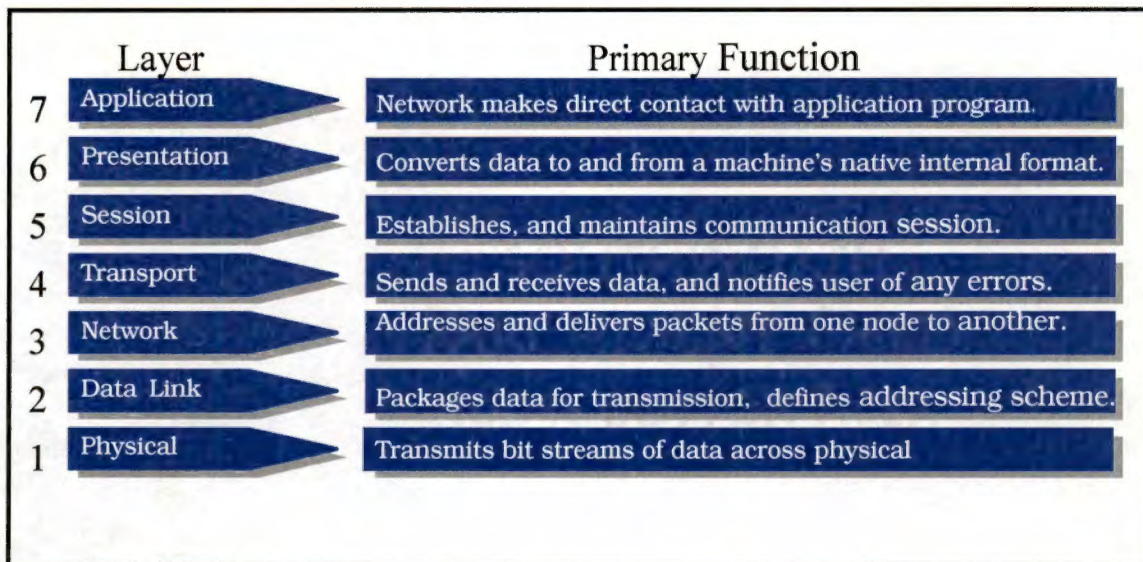 Layer Primary Function
7 Application Network makes direct contact with application program.
6 Presentation Converts data to and from a machine's native internal format.
5 Session Establishes, and maintains communication session.
4 Transport Sends and receives data, and notifies user of any errors.
3 Network Addresses and delivers packets from one node to another.
2 Data Link Packages data for transmission, defines addressing scheme.
1 Physical Transmits bit streams of data across physical